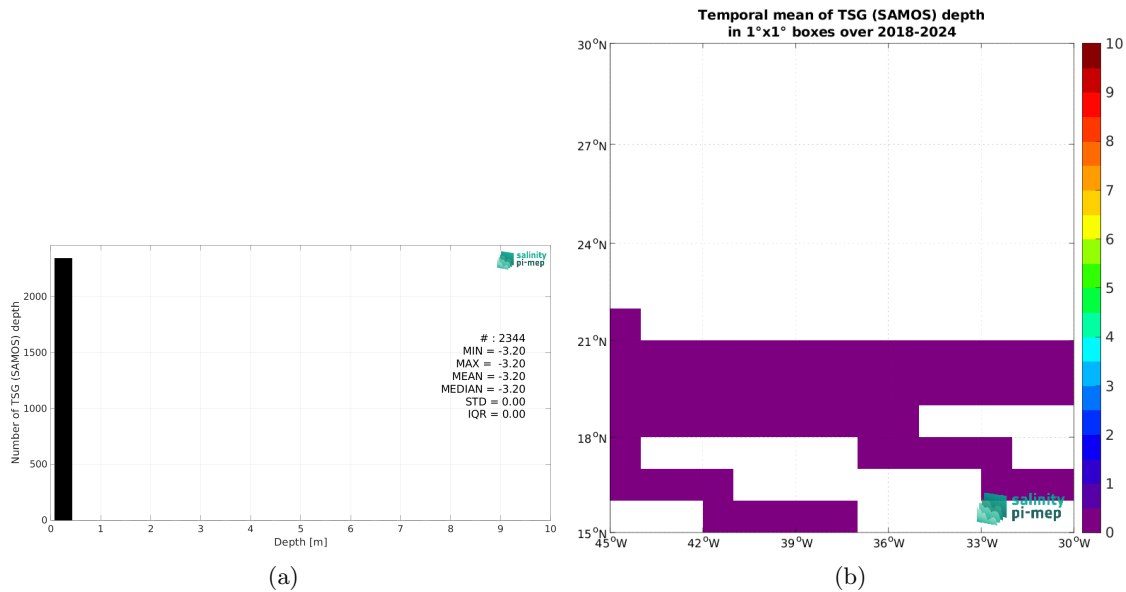 salinity
pi-mep
# : 2344
MIN = -3.20
MAX = -3.20
MEAN = -3.20
MEDIAN = -3.20
STD = 0.00
IQR = 0.00
Number of TSG (SAMOS) depth
2000
1500
1000
500
0
0 1 2 3 4 5 6 7 8 9 10
Depth [m]
(a)
Temporal mean of TSG (SAMOS) depth
in 1°x1° boxes over 2018-2024
30°N
27°N
24°N
21°N
18°N
15°N
45°W 42°W 39°W 36°W 33°W 30°W
salinity
pi-mep
10
9
8
7
6
5
4
3
2
1
0
(b)